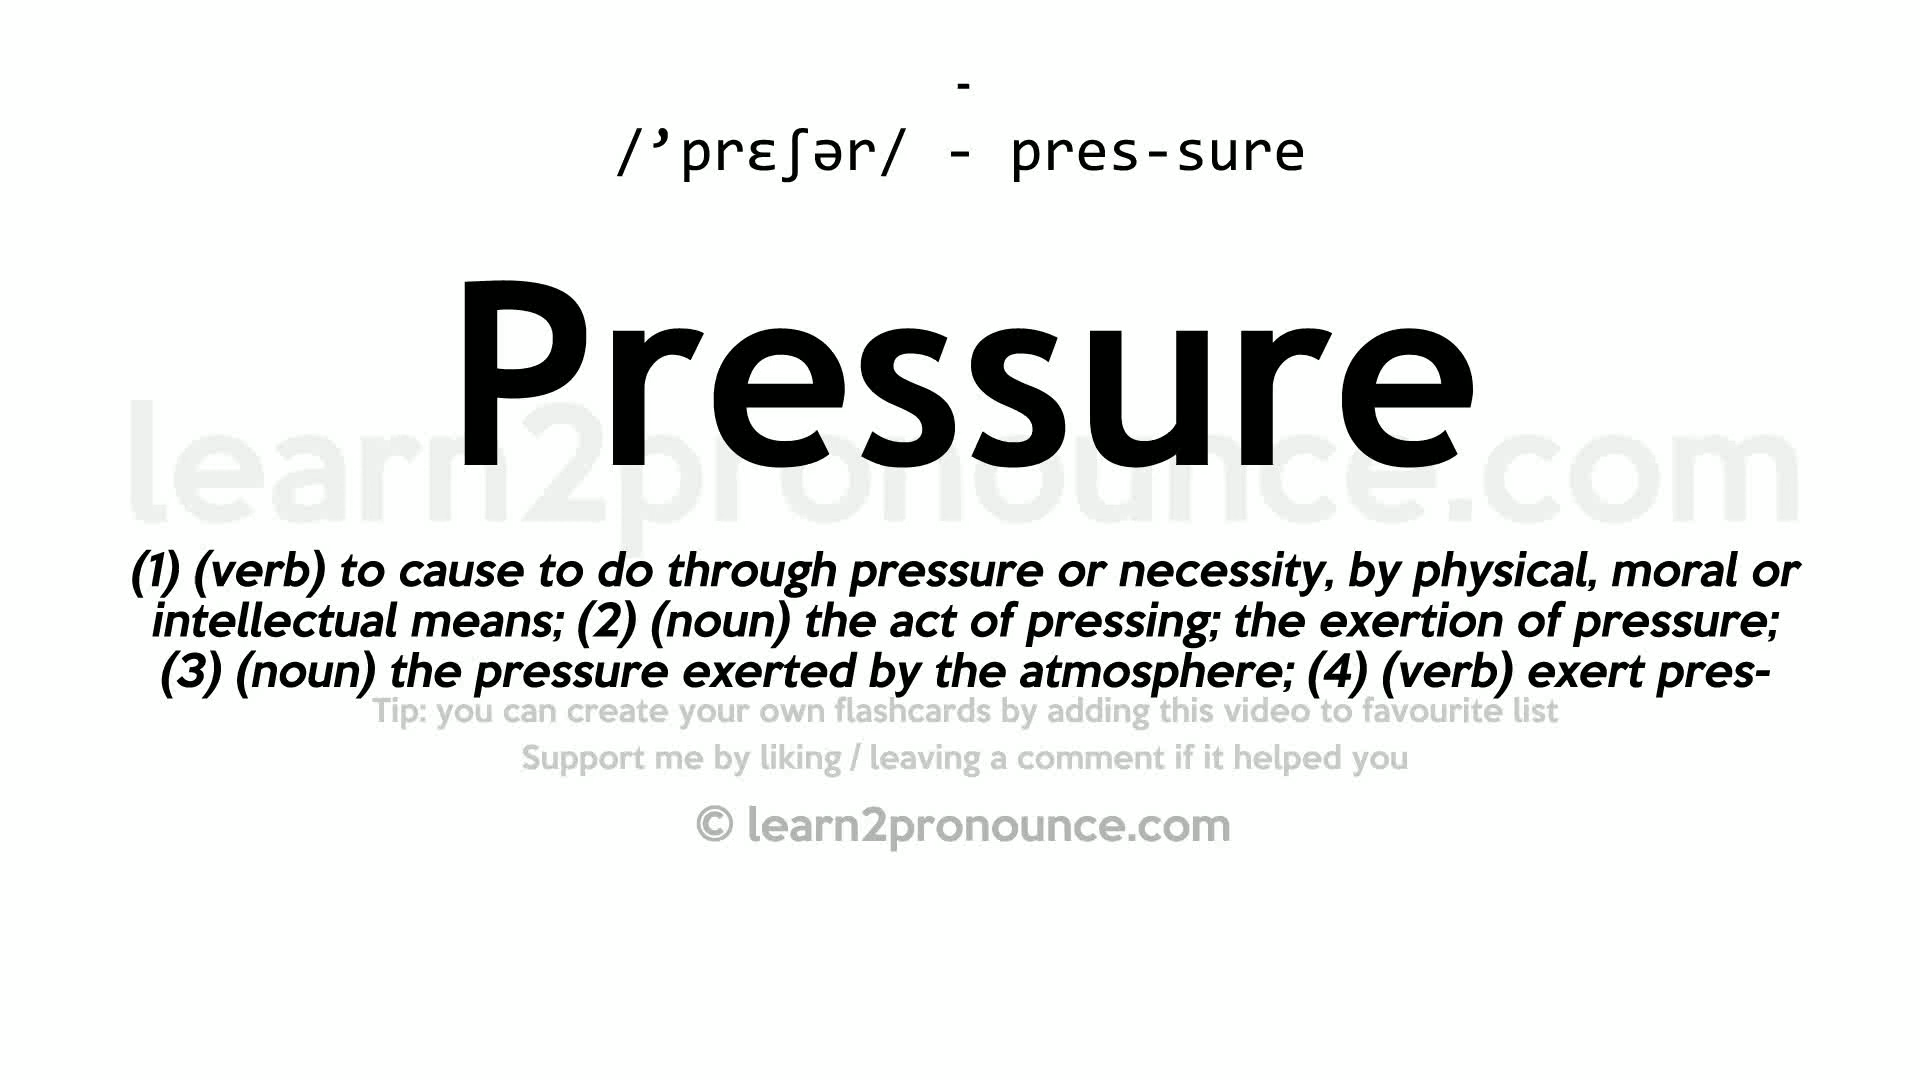 -
/’prɛʃər/ - pres-sure
Pressure
learn2pronounce.com
(1) (verb) to cause to do through pressure or necessity, by physical, moral or
intellectual means; (2) (noun) the act of pressing; the exertion of pressure;
(3) (noun) the pressure exerted by the atmosphere; (4) (verb) exert pres-
Tip: you can create your own flashcards by adding this video to favourite list
Support me by liking / leaving a comment if it helped you
© learn2pronounce.com